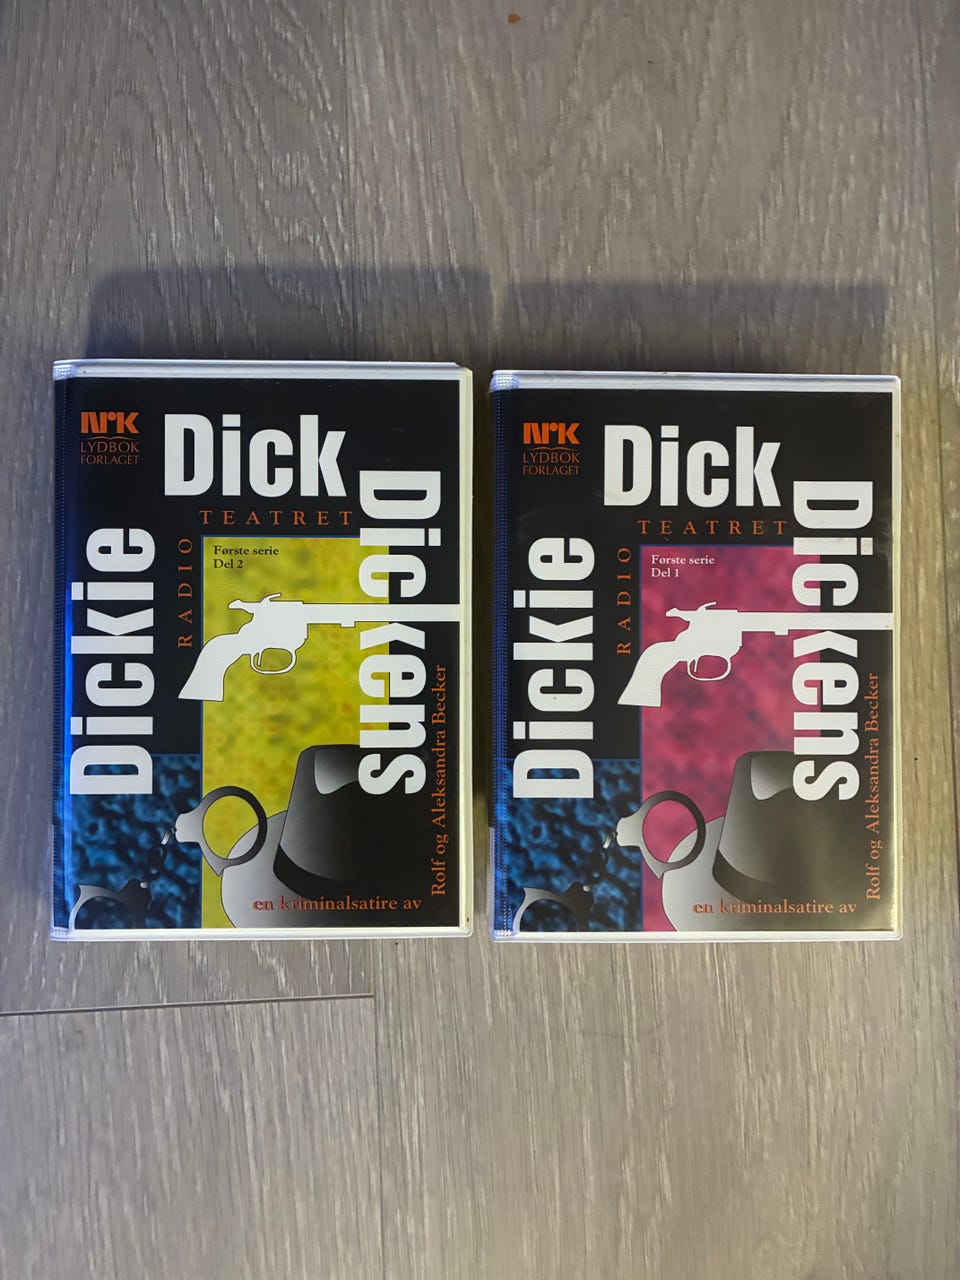 NRK
LYDBOK
FORLAGET
Dickie
Dick
Dickens
RADIO
TEATRET
Første serie
Del 2
en kriminalsatire av
Rolf og Aleksandra Becker
NRK
LYDBOK
FORLAGET
Dickie
Dick
Dickens
RADIO
TEATRET
Første serie
Del 1
en kriminalsatire av
Rolf og Aleksandra Becker